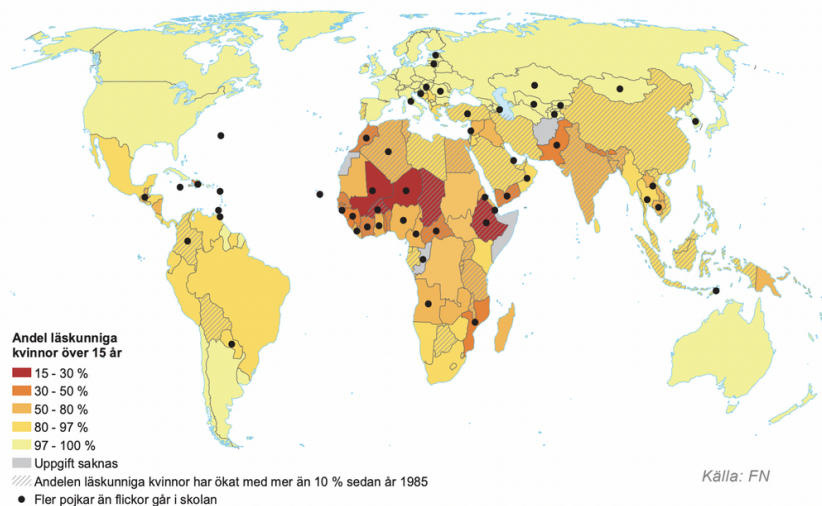 Andel läskunniga
kvinnor över 15 år
15 - 30 %
30 - 50 %
50 - 80 %
80 - 97 %
97 - 100 %
Uppgift saknas
Andelen läskunniga kvinnor har ökat med mer än 10 % sedan år 1985
Fler pojkar än flickor går i skolan
Källa: FN